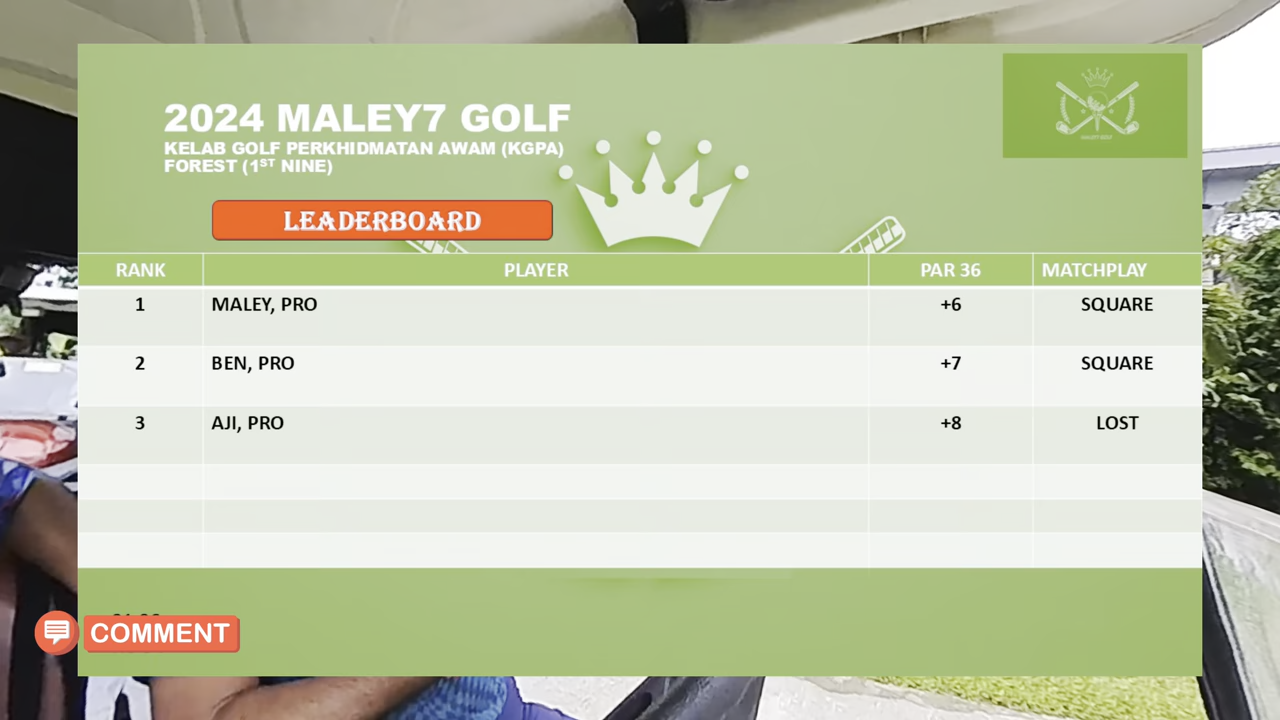 2024 MALEY7 GOLF
KELAB GOLF PERKHIDMATAN AWAM (KGPA)
FOREST (1ST NINE)
LEADERBOARD
RANK PLAYER PAR 36 MATCHPLAY
1 MALEY, PRO +6 SQUARE
2 BEN, PRO +7 SQUARE
3 AJI, PRO +8 LOST
COMMENT